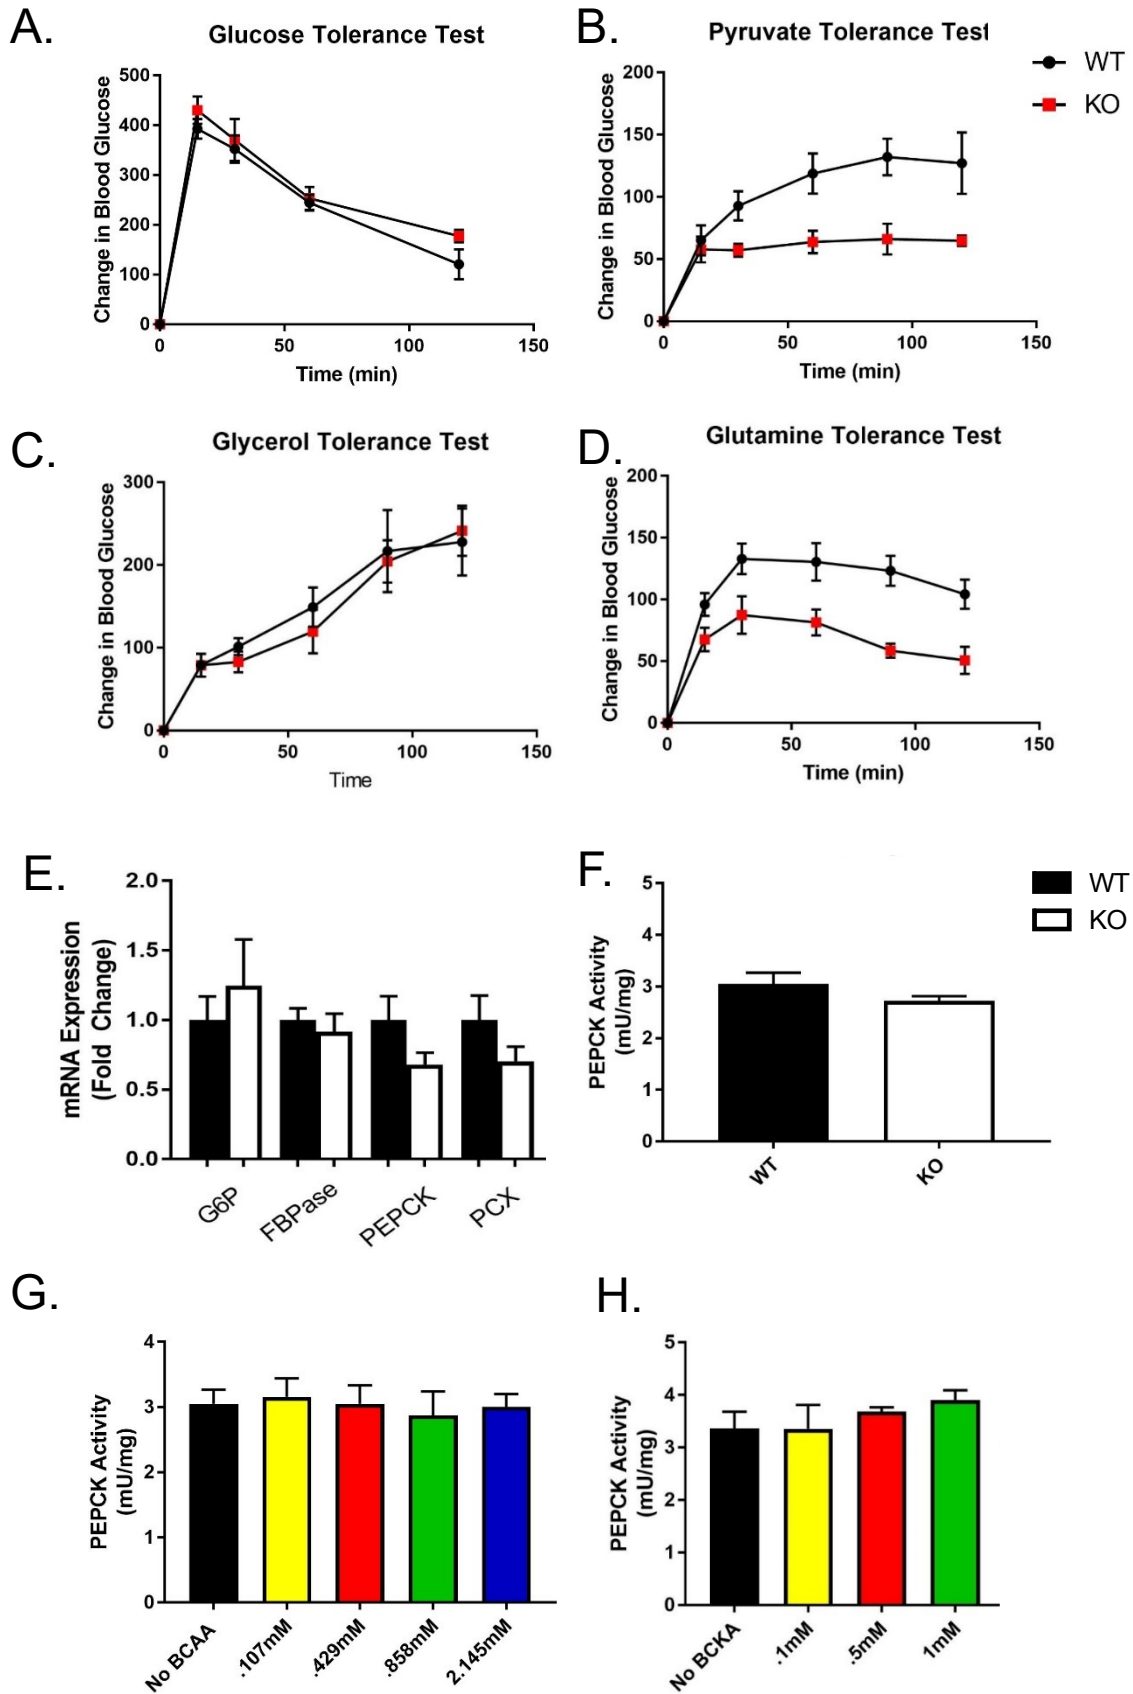 A.
Glucose Tolerance Test
Change in Blood Glucose
500
400
300
200
100
0
0 50 100 150
Time (min)
B.
Pyruvate Tolerance Test
Change in Blood Glucose
200
150
100
50
0
0 50 100 150
Time (min)
WT
KO
C.
Glycerol Tolerance Test
Change in Blood Glucose
300
200
100
0
0 50 100 150
Time
D.
Glutamine Tolerance Test
Change in Blood Glucose
200
150
100
50
0
0 50 100 150
Time (min)
E.
mRNA Expression
(Fold Change)
2.0
1.5
1.0
0.5
0.0
G6P FBPase PEPCK PCX
F.
PEPCK Activity
(mU/mg)
5
4
3
2
1
0
WT KO
WT
KO
G.
PEPCK Activity
(mU/mg)
4
3
2
1
0
No BCAA .107mM .429mM .858mM 2.145mM
H.
PEPCK Activity
(mU/mg)
5
4
3
2
1
0
No BCKA .1mM .5mM 1mM